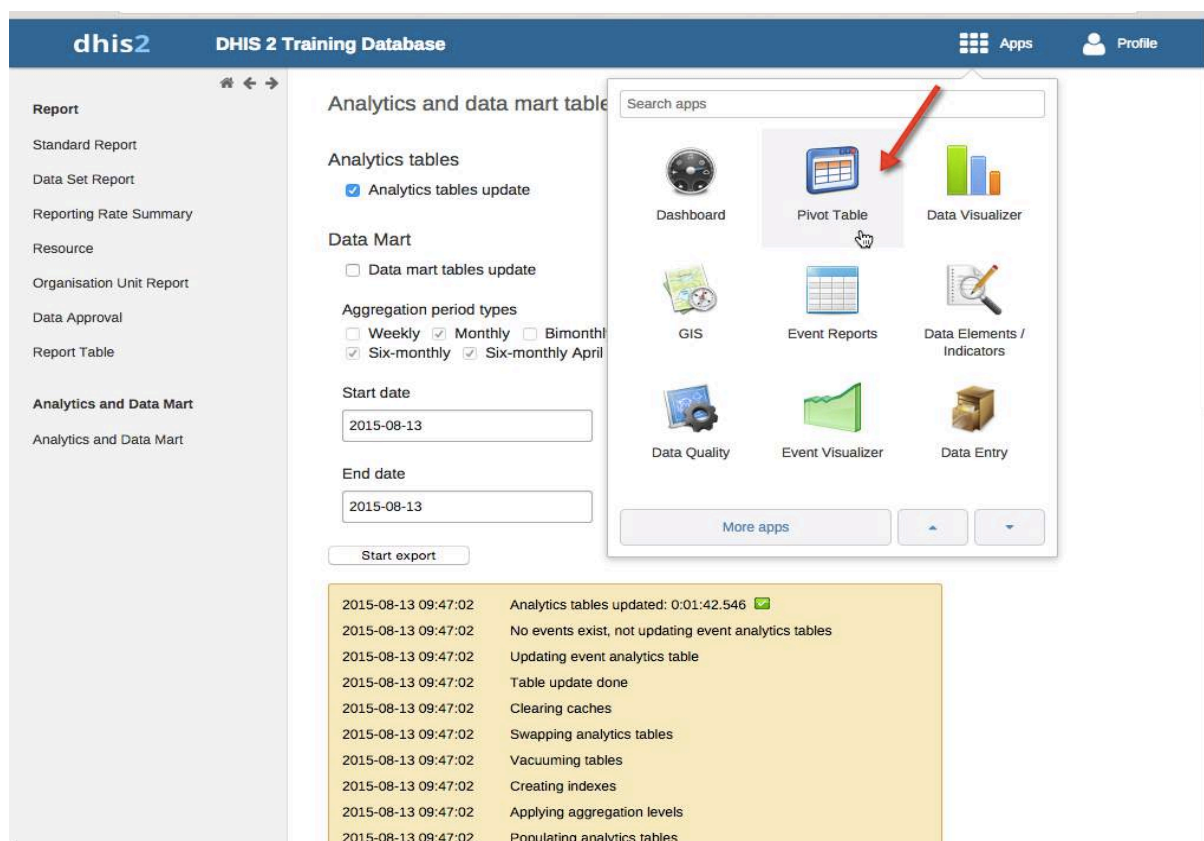 dhis2
DHIS 2 Training Database
Apps
Profile
Report
Standard Report
Data Set Report
Reporting Rate Summary
Resource
Organisation Unit Report
Data Approval
Report Table
Analytics and Data Mart
Analytics and Data Mart
Analytics and data mart table
Analytics tables
Analytics tables update
Data Mart
Data mart tables update
Aggregation period types
Weekly Monthly Bimonthl
Six-monthly Six-monthly April
Start date
2015-08-13
End date
2015-08-13
Start export
Search apps
Dashboard
Pivot Table
Data Visualizer
GIS
Event Reports
Data Elements /
Indicators
Data Quality
Event Visualizer
Data Entry
More apps
2015-08-13 09:47:02 Analytics tables updated: 0:01:42.546
2015-08-13 09:47:02 No events exist, not updating event analytics tables
2015-08-13 09:47:02 Updating event analytics table
2015-08-13 09:47:02 Table update done
2015-08-13 09:47:02 Clearing caches
2015-08-13 09:47:02 Swapping analytics tables
2015-08-13 09:47:02 Vacuuming tables
2015-08-13 09:47:02 Creating indexes
2015-08-13 09:47:02 Applying aggregation levels
2015-08-13 09:47:02 Populating analytics tables